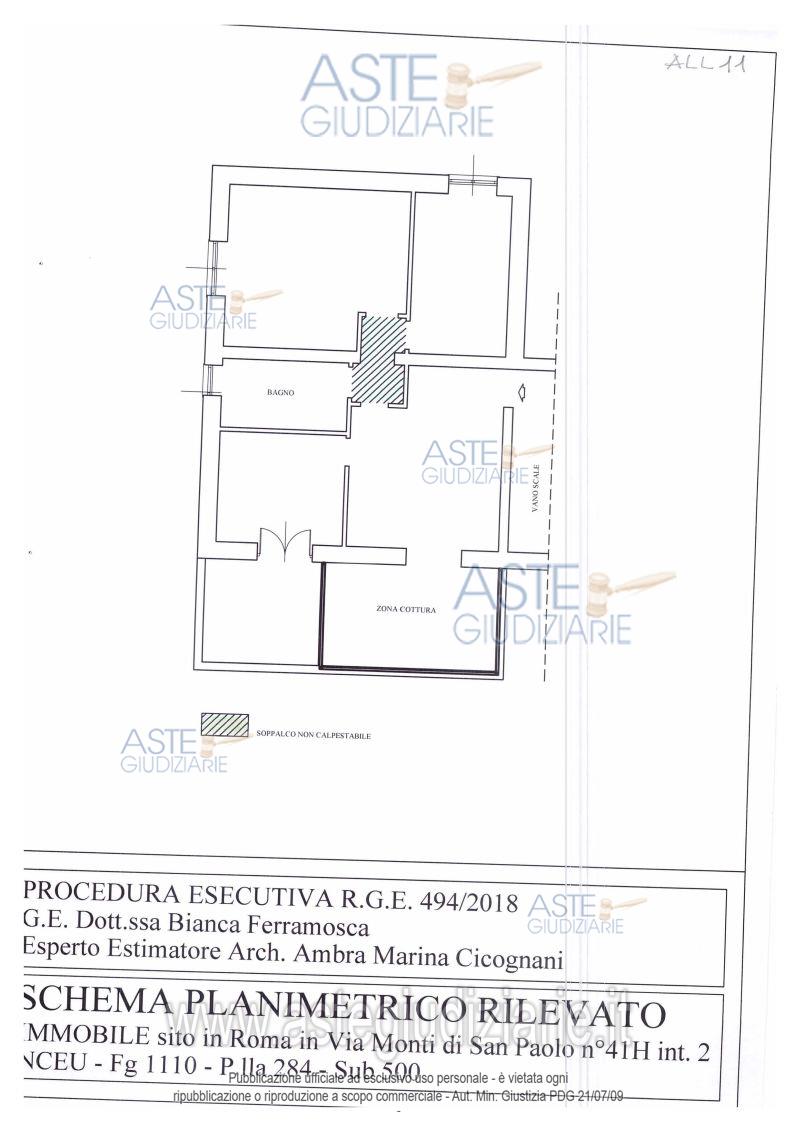 ALL 11
ASTE
GIUDIZIARIE
ASTE
GIUDIZIARIE
BAGNO
ASTE
GIUDIZIARIE
VANO SCALE
ASTE
GIUDIZIARIE
ZONA COTTURA
SOPPALCO NON CALPESTABILE
ASTE
GIUDIZIARIE
PROCEDURA ESECUTIVA R.G.E. 494/2018
G.E. Dott.ssa Bianca Ferramosca
Esperto Estimatore Arch. Ambra Marina Cicognani
ASTE
GIUDIZIARIE
SCHEMA PLANIMETRICO RILEVATO
www.astegiudiziarie.it
IMMOBILE sito in Roma in Via Monti di San Paolo n°41H int. 2
NCEU - Fg 1110 - P.lla 284 - Sub 500
Pubblicazione ufficiale ad esclusivo uso personale - è vietata ogni
ripubblicazione o riproduzione a scopo commerciale - Aut. Min. Giustizia PDG 21/07/09